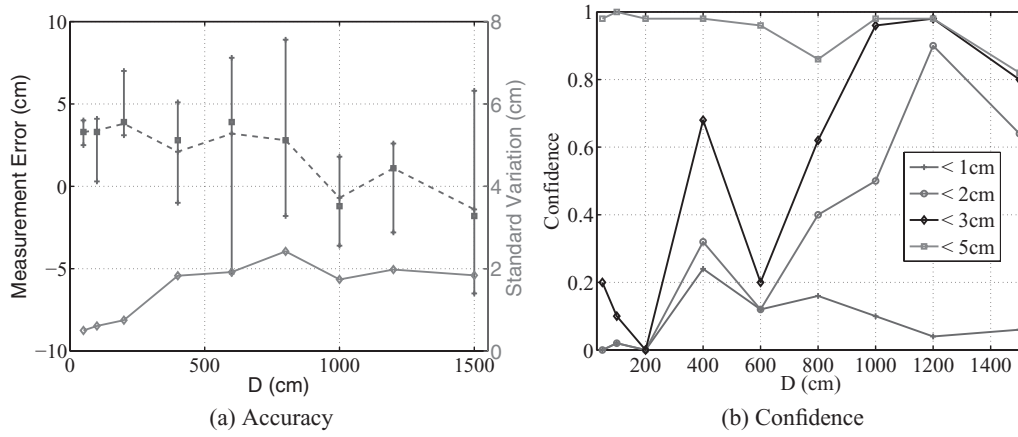 10
5
0
−5
−10
Measurement Error (cm)
8
6
4
2
0
Standard Variation (cm)
0
500
1000
1500
D (cm)
(a) Accuracy
1
0.8
0.6
0.4
0.2
0
Confidence
200 400 600 800 1000 1200 1400
D (cm)
< 1cm
< 2cm
< 3cm
< 5cm
(b) Confidence